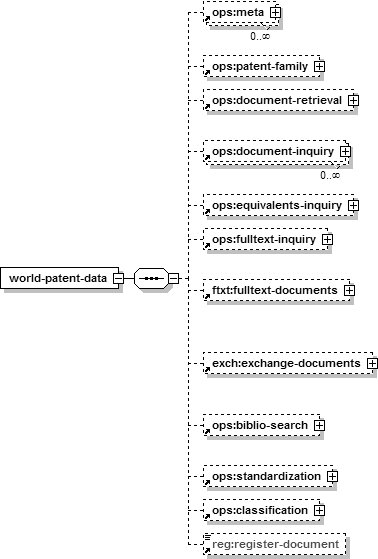 ops:meta
0..∞
ops:patent-family
ops:document-retrieval
ops:document-inquiry
0..∞
ops:equivalents-inquiry
ops:fulltext-inquiry
world-patent-data
ftxt:fulltext-documents
exch:exchange-documents
ops:biblio-search
ops:standardization
ops:classification
reg:register-document